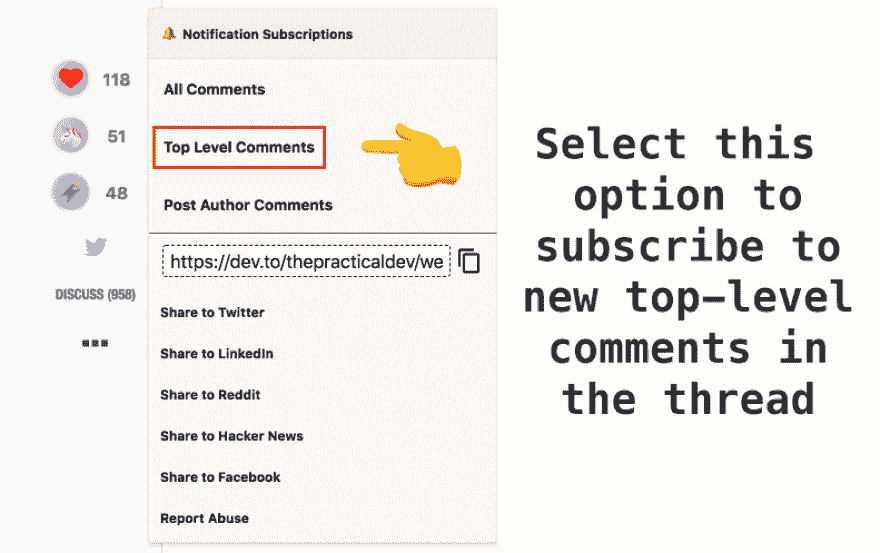 118
51
48
DISCUSS (958)
Notification Subscriptions
All Comments
Top Level Comments
Post Author Comments
https://dev.to/thepracticaldev/we
Share to Twitter
Share to LinkedIn
Share to Reddit
Share to Hacker News
Share to Facebook
Report Abuse
Select this
option to
subscribe to
new top-level
comments in
the thread